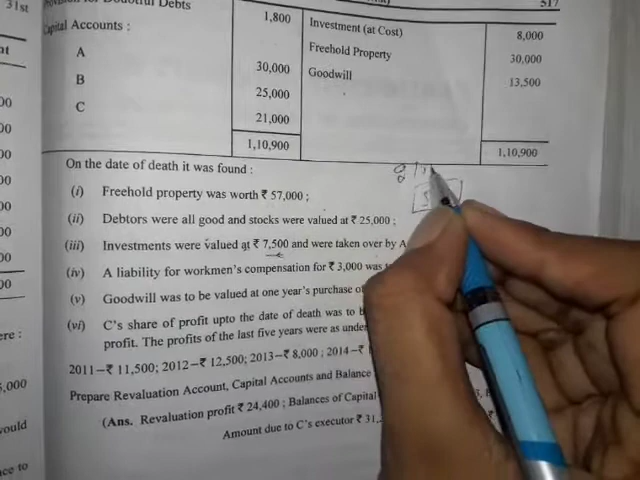 31st
Provision for Doubtful Debts
517
1,800
Investment (at Cost)
8,000
Capital Accounts :
Freehold Property
30,000
A
30,000
Goodwill
13,500
B
25,000
C
21,000
1,10,900
1,10,900
On the date of death it was found :
(i) Freehold property was worth ₹ 57,000 ;
(ii) Debtors were all good and stocks were valued at ₹ 25,000 ;
(iii) Investments were valued at ₹ 7,500 and were taken over by A
(iv) A liability for workmen's compensation for ₹ 3,000 was
(v) Goodwill was to be valued at one year's purchase of
(vi) C's share of profit upto the date of death was to b
profit. The profits of the last five years were as under
2011–₹ 11,500; 2012–₹ 12,500; 2013–₹ 8,000; 2014–₹
Prepare Revaluation Account, Capital Accounts and Balance
(Ans. Revaluation profit ₹ 24,400 ; Balances of Capital
Amount due to C's executor ₹ 31,